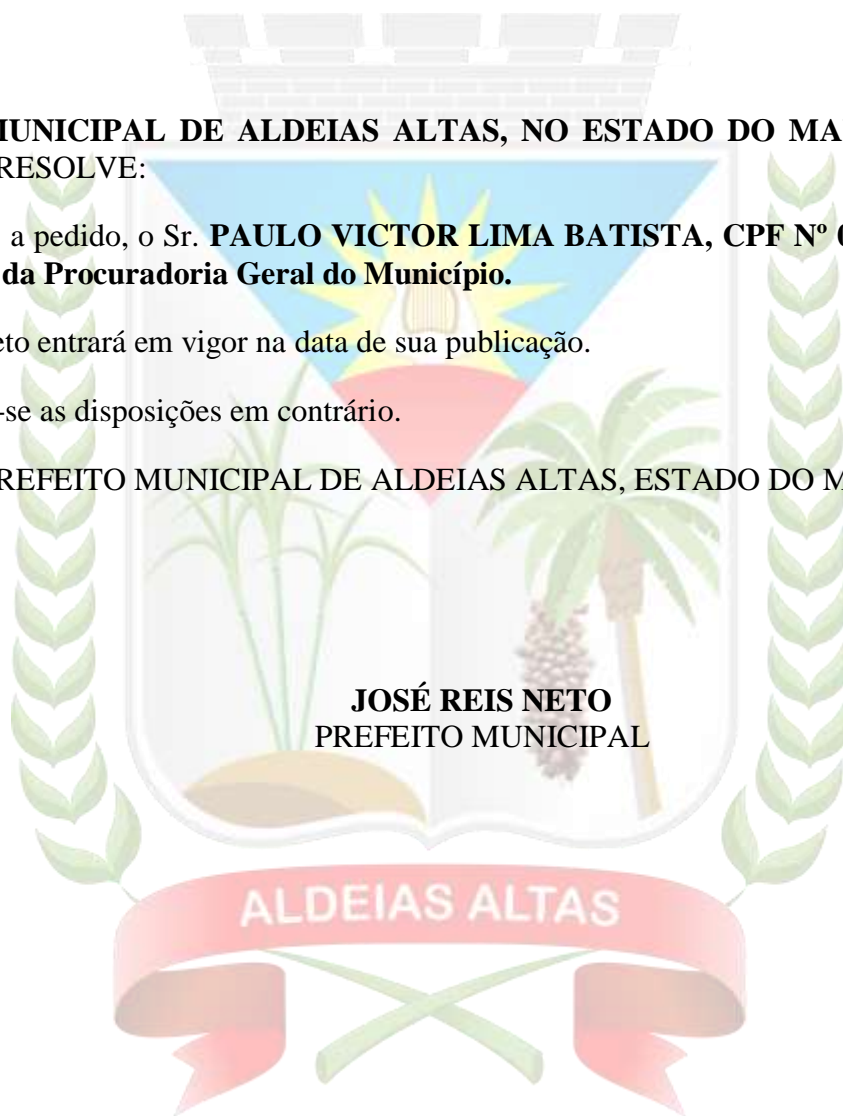 MUNICIPAL DE ALDEIAS ALTAS, NO ESTADO DO MA
RESOLVE:
a pedido, o Sr. PAULO VICTOR LIMA BATISTA, CPF Nº
da Procuradoria Geral do Município.
eto entrará em vigor na data de sua publicação.
-se as disposições em contrário.
REFEITO MUNICIPAL DE ALDEIAS ALTAS, ESTADO DO M
JOSÉ REIS NETO
PREFEITO MUNICIPAL
ALDEIAS ALTAS